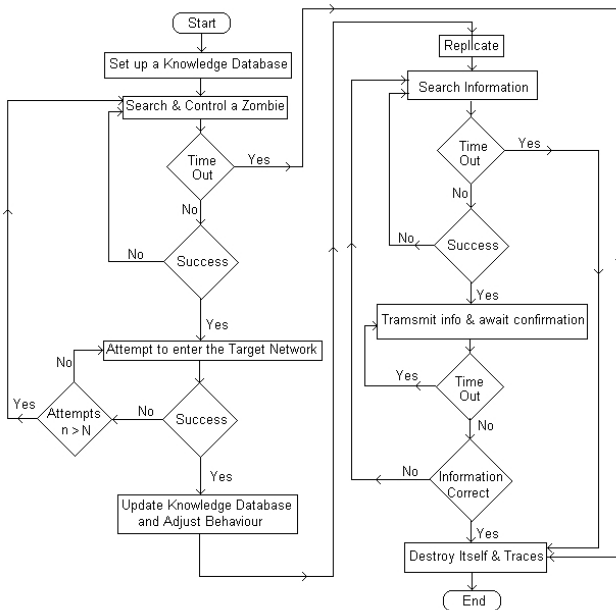 Start
Set up a Knowledge Database
Search & Control a Zombie
Time
Out
Yes
No
Success
No
Yes
Attempt to enter the Target Network
No
Yes
Attempts
n > N
No
Success
Yes
Update Knowledge Database
and Adjust Behaviour
Replicate
Search Information
Time
Out
Yes
No
Success
No
Yes
Tramsmit info & await confirmation
Time
Out
Yes
No
Information
Correct
No
Yes
Destroy Itself & Traces
End